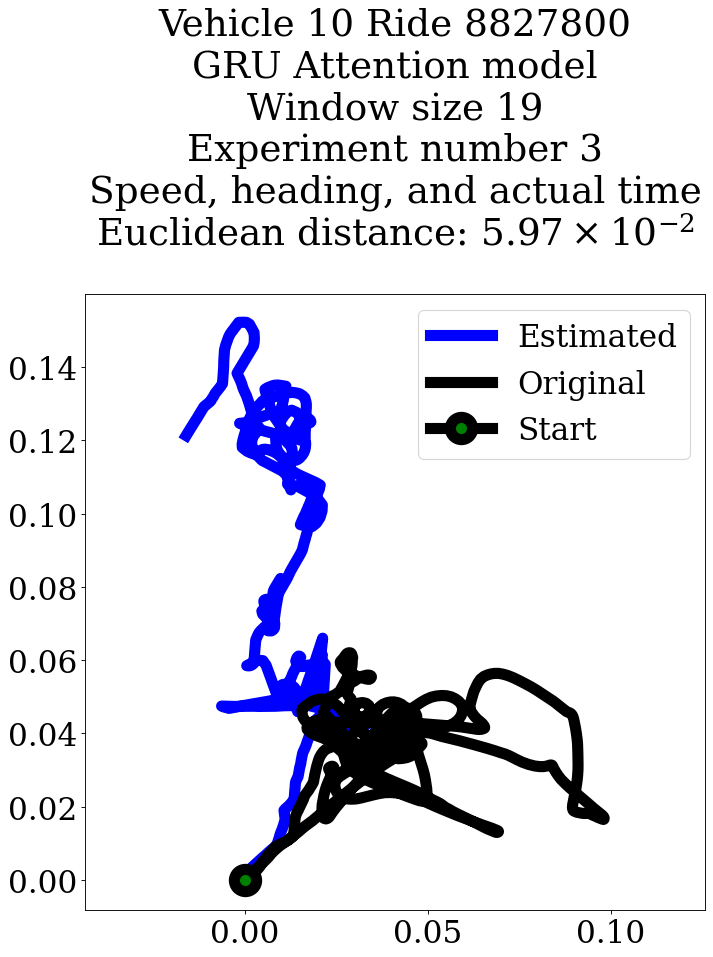 Vehicle 10 Ride 8827800
GRU Attention model
Window size 19
Experiment number 3
Speed, heading, and actual time
Euclidean distance: 5.97 × 10⁻²
Estimated
Original
Start
0.14
0.12
0.10
0.08
0.06
0.04
0.02
0.00
0.00 0.05 0.10